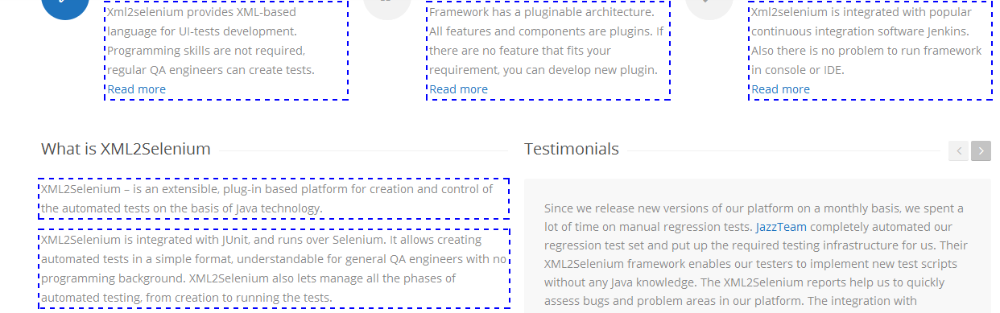 Xml2selenium provides XML-based
language for UI-tests development.
Programming skills are not required,
regular QA engineers can create tests.
Read more
Framework has a pluginable architecture.
All features and components are plugins. If
there are no feature that fits your
requirement, you can develop new plugin.
Read more
Xml2selenium is integrated with popular
continuous integration software Jenkins.
Also there is no problem to run framework
in console or IDE.
Read more
What is XML2Selenium
XML2Selenium – is an extensible, plug-in based platform for creation and control of
the automated tests on the basis of Java technology.
XML2Selenium is integrated with JUnit, and runs over Selenium. It allows creating
automated tests in a simple format, understandable for general QA engineers with no
programming background. XML2Selenium also lets manage all the phases of
automated testing, from creation to running the tests.
Testimonials
Since we release new versions of our platform on a monthly basis, we spent a
lot of time on manual regression tests. JazzTeam completely automated our
regression test set and put up the required testing infrastructure for us. Their
XML2Selenium framework enables our testers to implement new test scripts
without any Java knowledge. The XML2Selenium reports help us to quickly
assess bugs and problem areas in our platform. The integration with